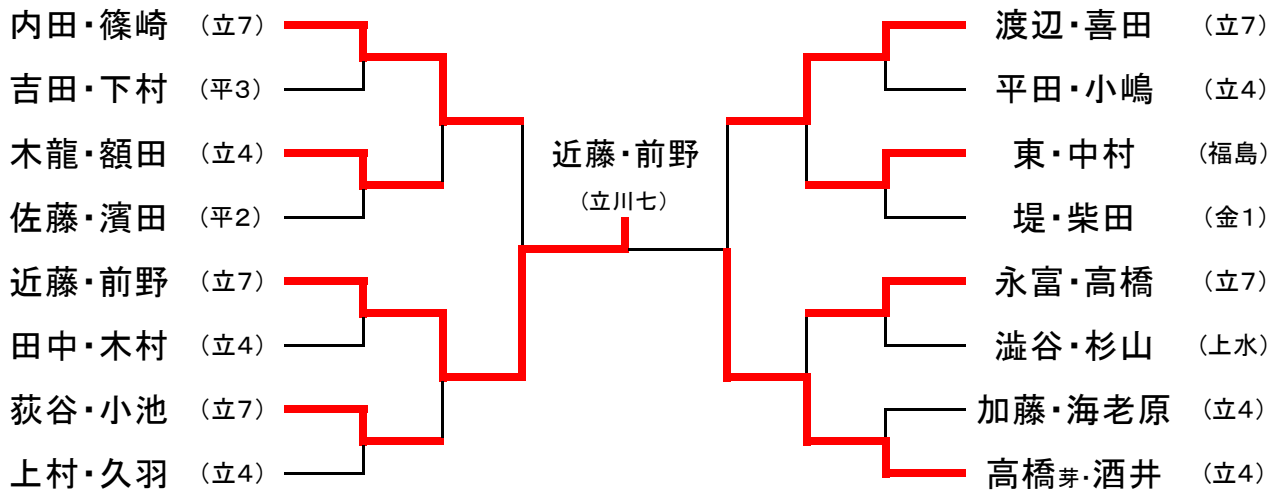 内田・篠崎 （立７）
吉田・下村 （平３）
木龍・額田 （立４）
佐藤・濱田 （平２）
近藤・前野 （立７）
田中・木村 （立４）
荻谷・小池 （立７）
上村・久羽 （立４）
近藤・前野
（立川七）
渡辺・喜田 （立７）
平田・小嶋 （立４）
東・中村 （福島）
堤・柴田 （金１）
永富・高橋 （立７）
澁谷・杉山 （上水）
加藤・海老原 （立４）
高橋芽・酒井 （立４）